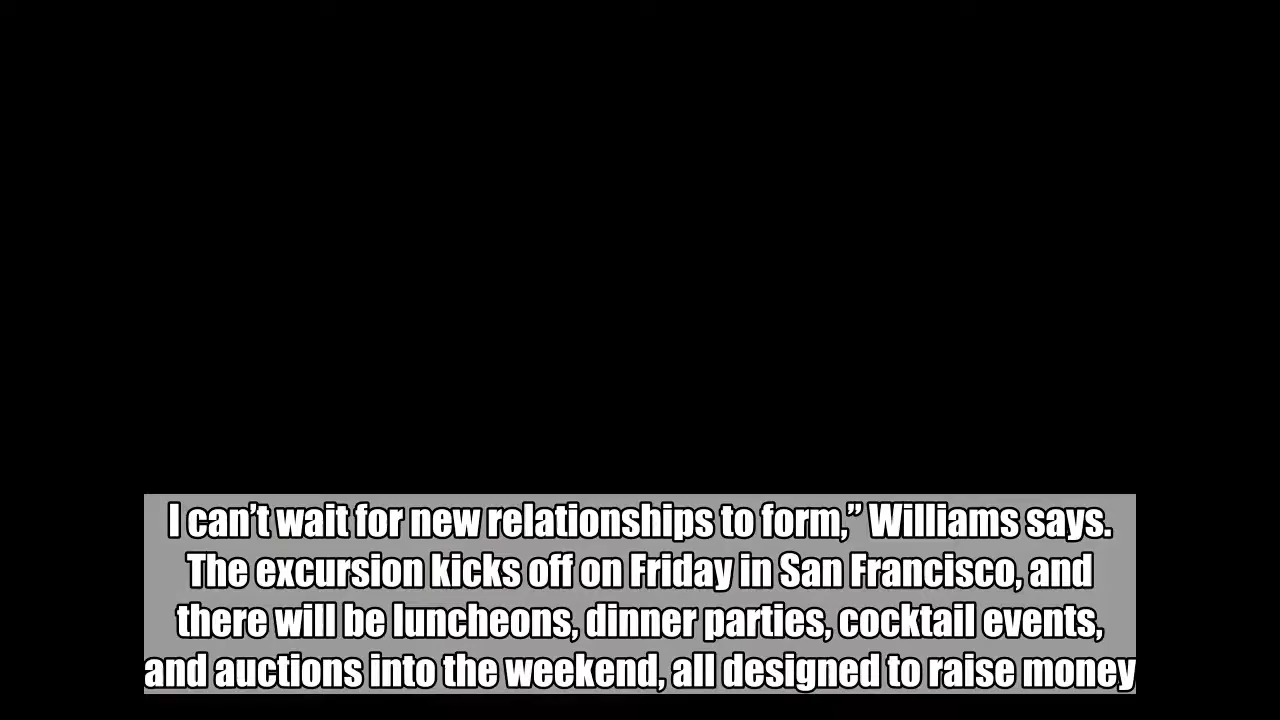 I can’t wait for new relationships to form,” Williams says.
The excursion kicks off on Friday in San Francisco, and
there will be luncheons, dinner parties, cocktail events,
and auctions into the weekend, all designed to raise money